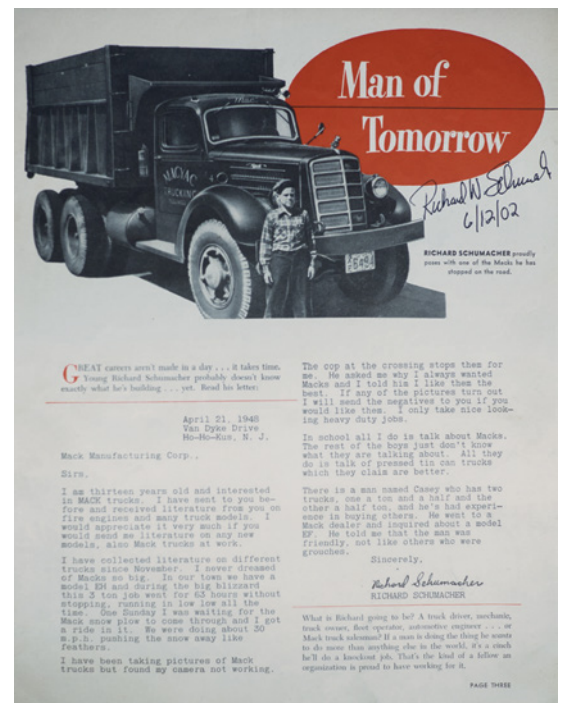 Man of
Tomorrow
Richard W Schumach
6/12/02
RICHARD SCHUMACHER proudly
poses with one of the Macks he has
stopped on the road.
GREAT careers aren't made in a day . . . it takes time.
Young Richard Schumacher probably doesn't know
exactly what he's building . . . yet. Read his letter:
April 21, 1948
Van Dyke Drive
Ho-Ho-Kus, N. J.
Mack Manufacturing Corp.,
Sirs,
I am thirteen years old and interested
in MACK trucks. I have sent to you be-
fore and received literature from you on
fire engines and many truck models. I
would appreciate it very much if you
would send me literature on any new
models, also Mack trucks at work.
I have collected literature on different
trucks since November. I never dreamed
of Macks so big. In our town we have a
model EH and during the big blizzard
this 3 ton job went for 63 hours without
stopping, running in low low all the
time. One Sunday I was waiting for the
Mack snow plow to come through and I got
a ride in it. We were doing about 30
m.p.h. pushing the snow away like
feathers.
I have been taking pictures of Mack
trucks but found my camera not working.
The cop at the crossing stops them for
me. He asked me why I always wanted
Macks and I told him I like them the
best. If any of the pictures turn out
I will send the negatives to you if you
would like them. I only take nice look-
ing heavy duty jobs.
In school all I do is talk about Macks.
The rest of the boys just don't know
what they are talking about. All they
do is talk of pressed tin can trucks
which they claim are better.
There is a man named Casey who has two
trucks, one a ton and a half and the
other a half ton, and he's had experi-
ence in buying others. He went to a
Mack dealer and inquired about a model
EF. He told me that the man was
friendly, not like others who were
grouches.
Sincerely,
Richard Schumacher
RICHARD SCHUMACHER
What is Richard going to be? A truck driver, mechanic,
truck owner, fleet operator, automotive engineer . . . or
Mack truck salesman? If a man is doing the thing he wants
to do more than anything else in the world, it's a cinch
he'll do a knockout job. That's the kind of a fellow an
organization is proud to have working for it.
PAGE THREE